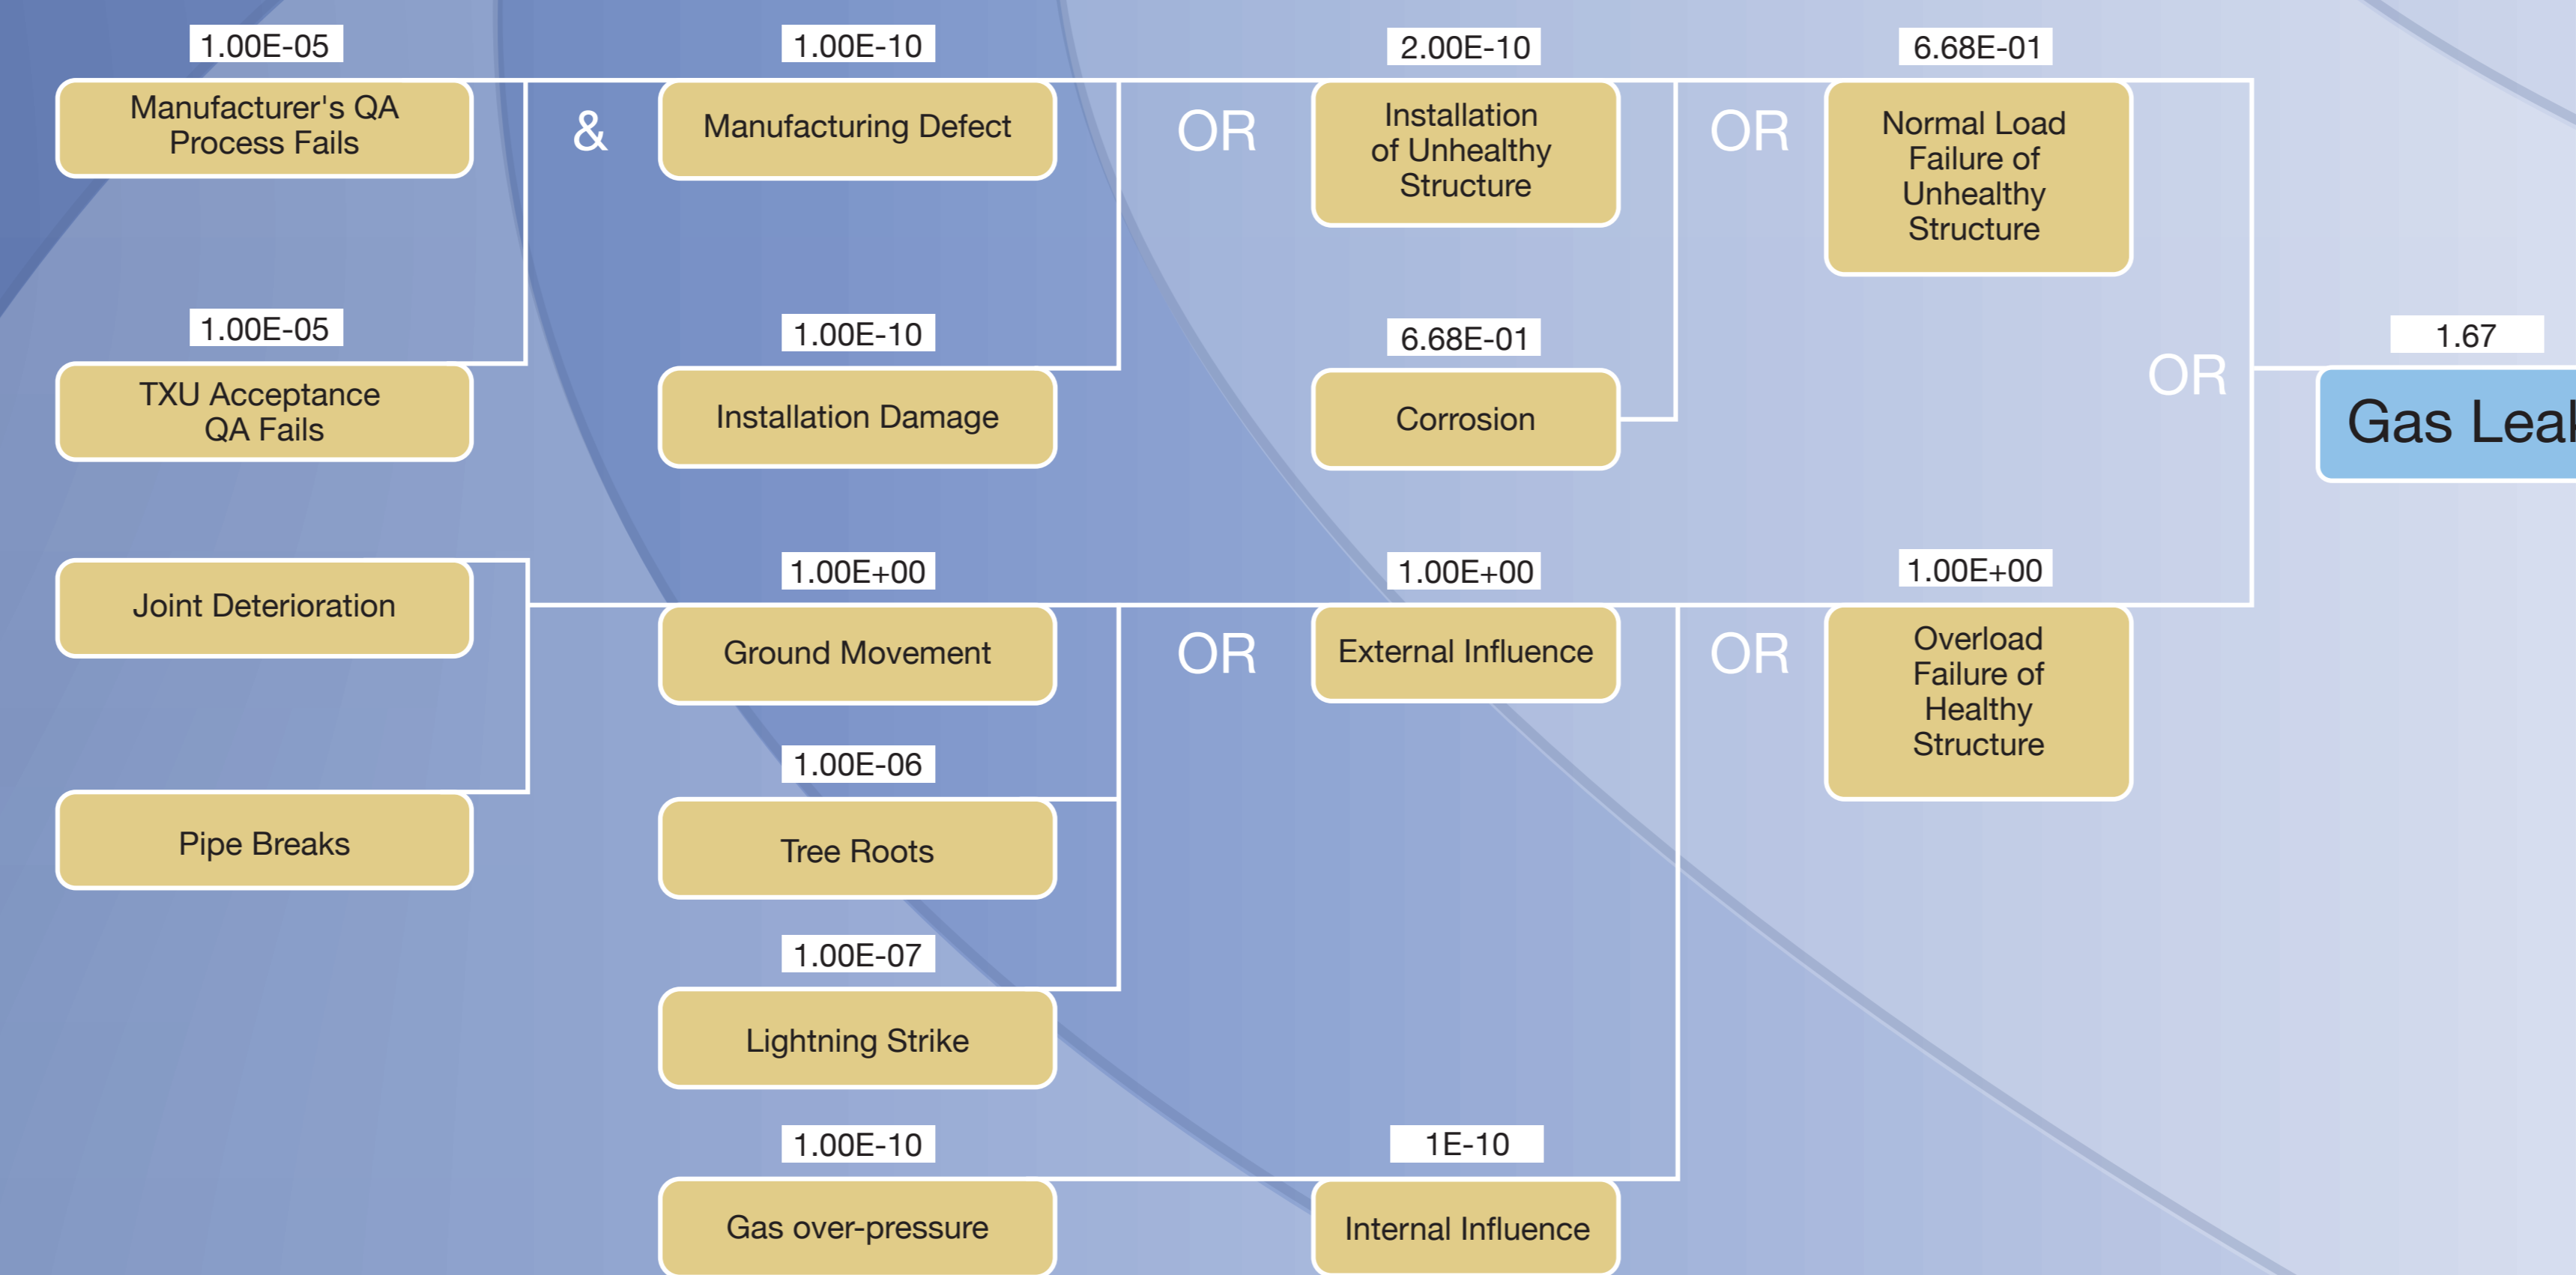 1.00E-05
Manufacturer's QA
Process Fails
&
1.00E-10
Manufacturing Defect
OR
2.00E-10
Installation
of Unhealthy
Structure
OR
6.68E-01
Normal Load
Failure of
Unhealthy
Structure
1.00E-05
TXU Acceptance
QA Fails
1.00E-10
Installation Damage
6.68E-01
Corrosion
OR
1.67
Gas Leak
Joint Deterioration
1.00E+00
Ground Movement
OR
1.00E+00
External Influence
OR
1.00E+00
Overload
Failure of
Healthy
Structure
Pipe Breaks
1.00E-06
Tree Roots
1.00E-07
Lightning Strike
1.00E-10
Gas over-pressure
1E-10
Internal Influence